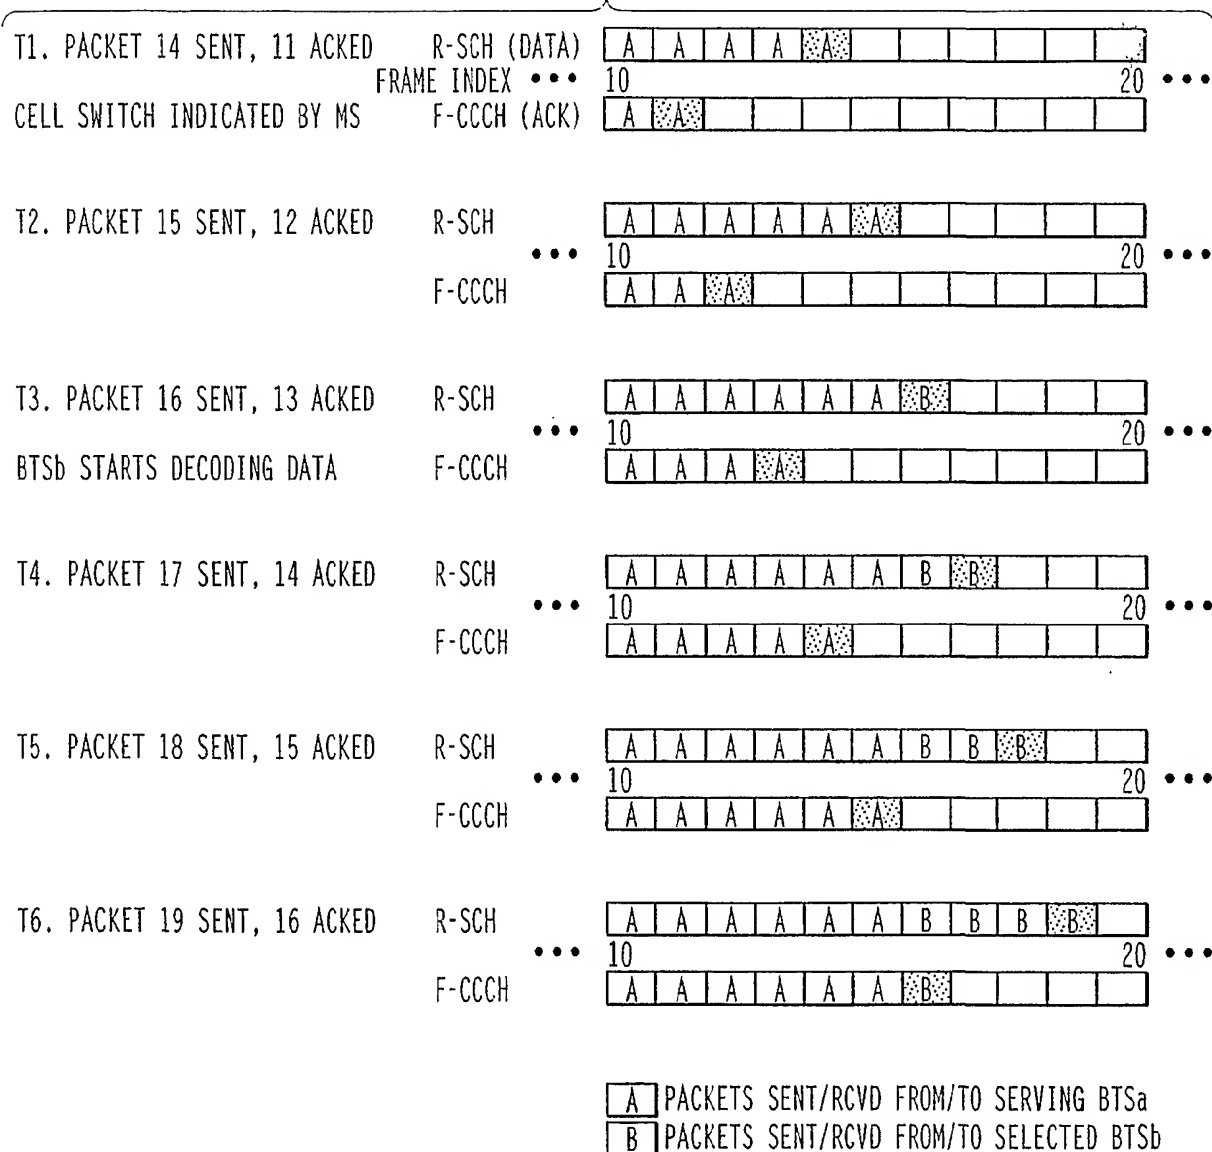 T1. PACKET 14 SENT, 11 ACKED R-SCH (DATA) A A A A A
FRAME INDEX ••• 10 20 •••
CELL SWITCH INDICATED BY MS F-CCCH (ACK) A A
T2. PACKET 15 SENT, 12 ACKED R-SCH A A A A A A
••• 10 20 •••
F-CCCH A A A
T3. PACKET 16 SENT, 13 ACKED R-SCH A A A A A A B
••• 10 20 •••
BTSb STARTS DECODING DATA F-CCCH A A A A
T4. PACKET 17 SENT, 14 ACKED R-SCH A A A A A A B B
••• 10 20 •••
F-CCCH A A A A A
T5. PACKET 18 SENT, 15 ACKED R-SCH A A A A A A B B B
••• 10 20 •••
F-CCCH A A A A A A
T6. PACKET 19 SENT, 16 ACKED R-SCH A A A A A A B B B B
••• 10 20 •••
F-CCCH A A A A A A B
A PACKETS SENT/RCVD FROM/TO SERVING BTSa
B PACKETS SENT/RCVD FROM/TO SELECTED BTSb